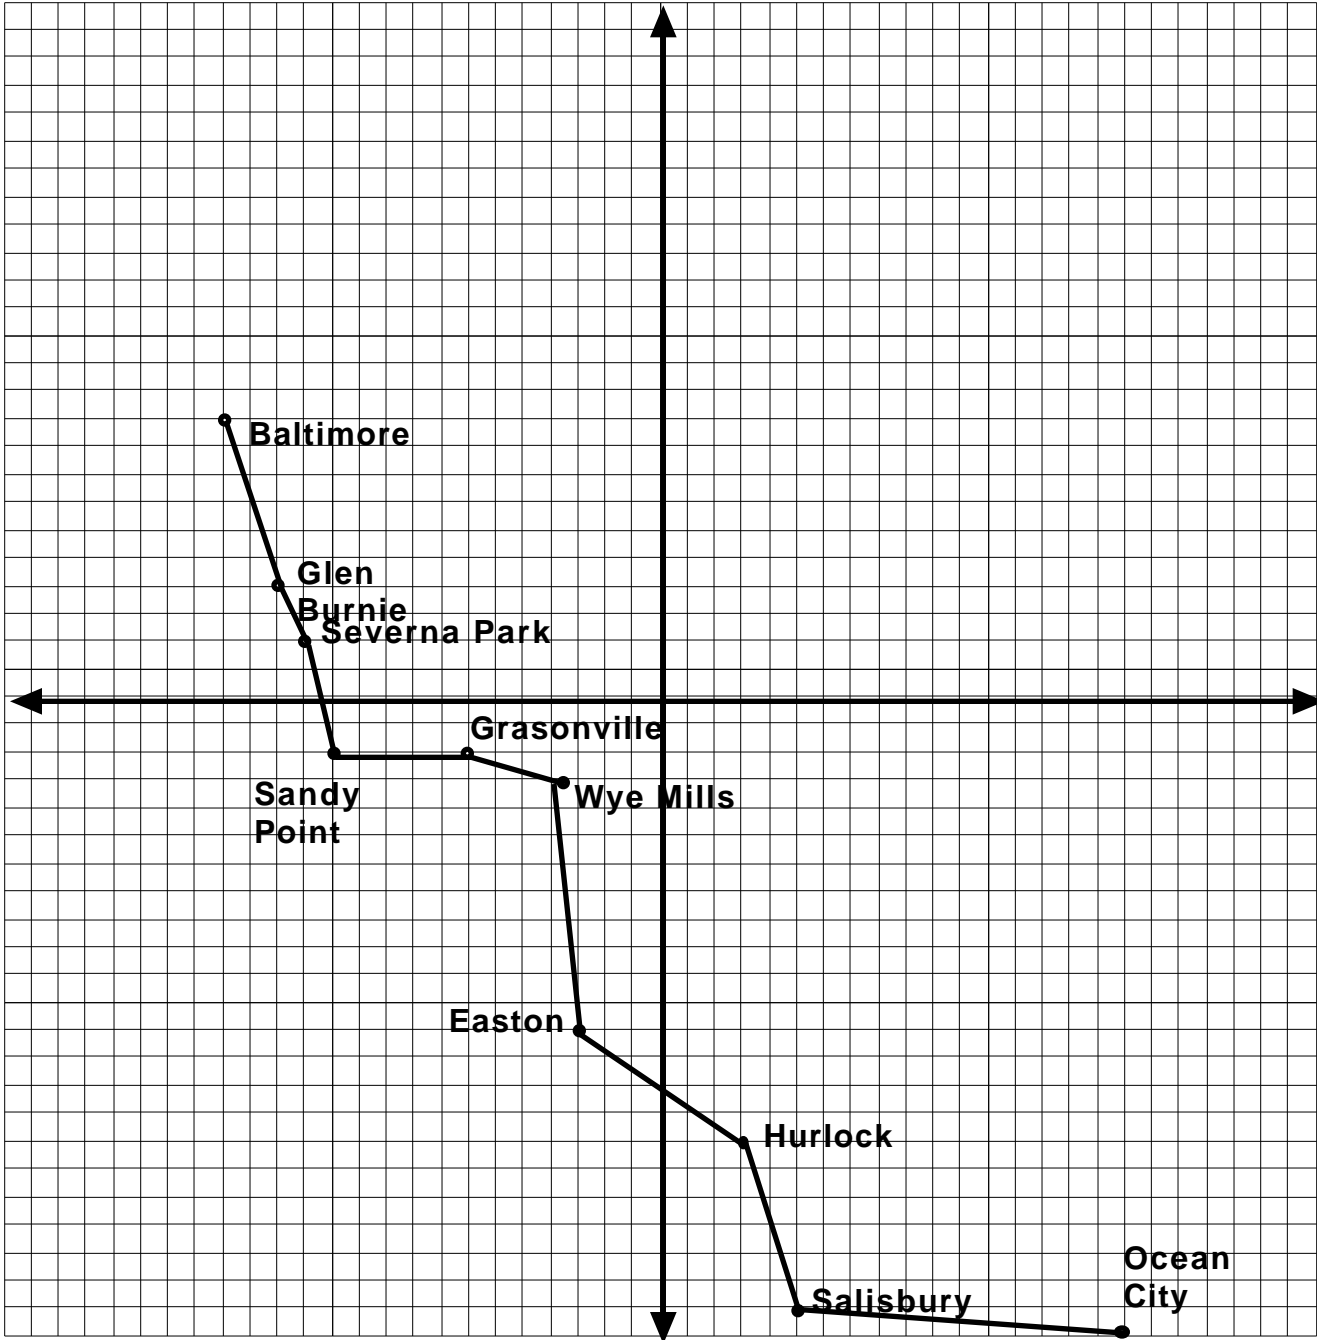 Baltimore
Glen
Burnie
Severna Park
Grasonville
Sandy
Point
Wye Mills
Easton
Hurlock
Ocean
City
Salisbury